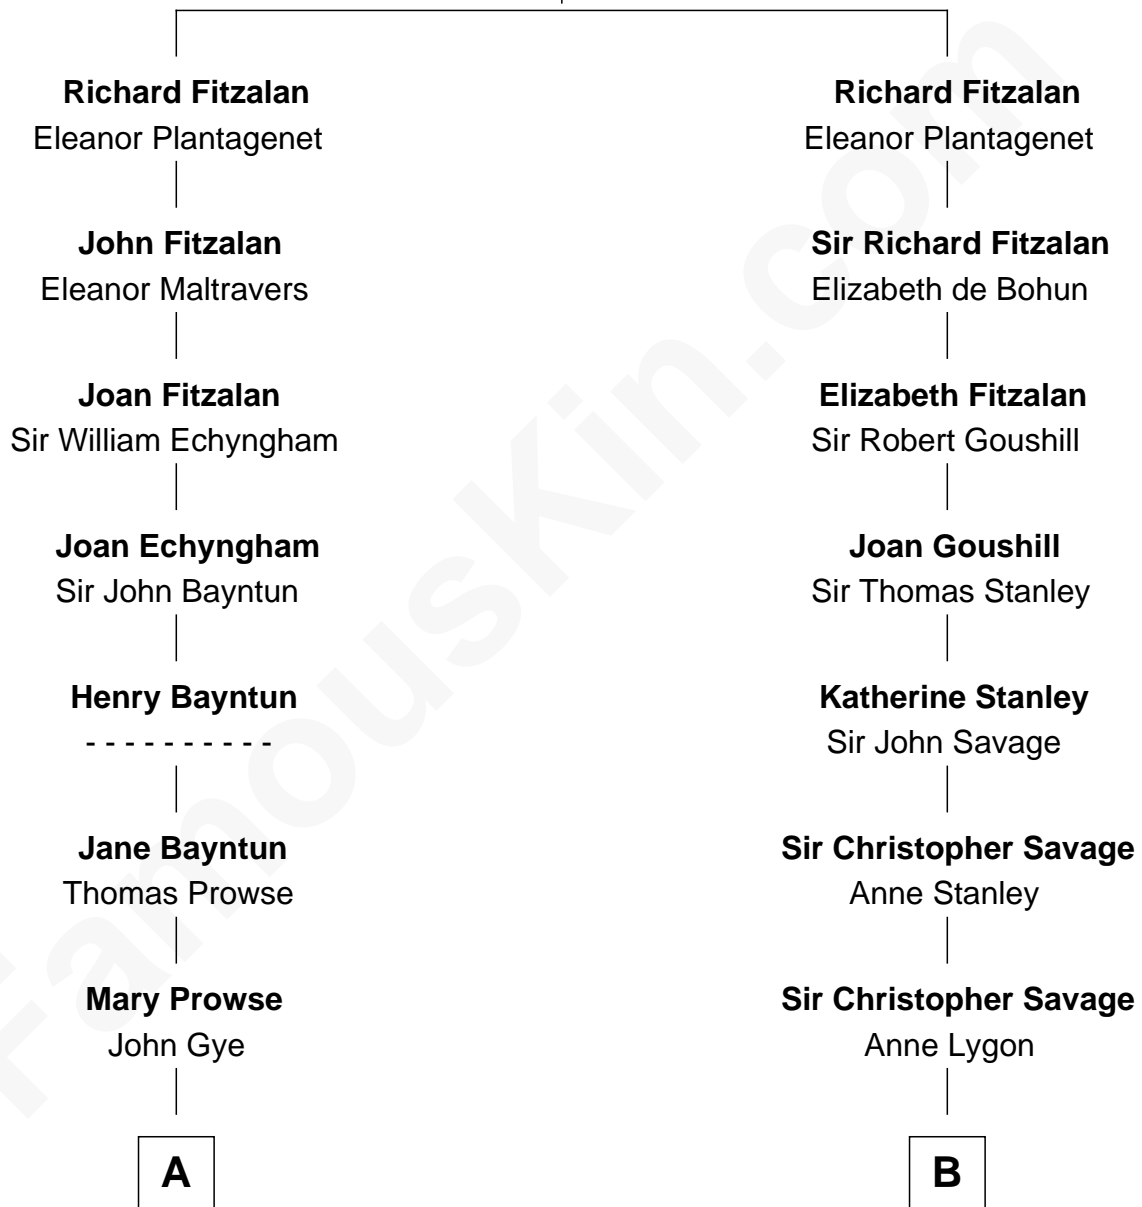 Richard Fitzalan
Eleanor Plantagenet
John Fitzalan
Eleanor Maltravers
Joan Fitzalan
Sir William Echyngham
Joan Echyngham
Sir John Bayntun
Henry Bayntun
- - - - - - - - - -
Jane Bayntun
Thomas Prowse
Mary Prowse
John Gye
A
Richard Fitzalan
Eleanor Plantagenet
Sir Richard Fitzalan
Elizabeth de Bohun
Elizabeth Fitzalan
Sir Robert Goushill
Joan Goushill
Sir Thomas Stanley
Katherine Stanley
Sir John Savage
Sir Christopher Savage
Anne Stanley
Sir Christopher Savage
Anne Lygon
B
FamousKin.com